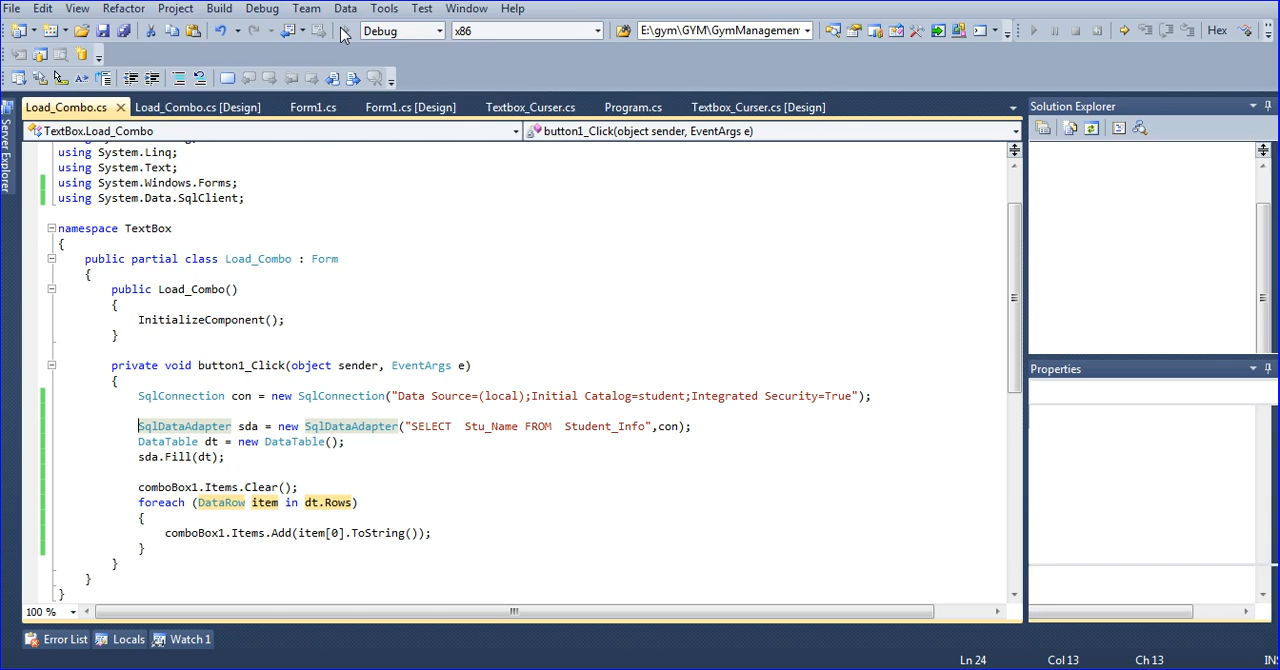 File Edit View Refactor Project Build Debug Team Data Tools Test Window Help
Debug x86 E:\gym\GYM\GymManagement Hex
Load_Combo.cs Load_Combo.cs [Design] Form1.cs Form1.cs [Design] Textbox_Curser.cs Program.cs Textbox_Curser.cs [Design]
Solution Explorer
TextBox.Load_Combo button1_Click(object sender, EventArgs e)
Server Explorer
using System.Linq;
using System.Text;
using System.Windows.Forms;
using System.Data.SqlClient;
namespace TextBox
{
public partial class Load_Combo : Form
{
public Load_Combo()
{
InitializeComponent();
}
private void button1_Click(object sender, EventArgs e)
{
SqlConnection con = new SqlConnection("Data Source=(local);Initial Catalog=student;Integrated Security=True");
SqlDataAdapter sda = new SqlDataAdapter("SELECT  Stu_Name FROM  Student_Info",con);
DataTable dt = new DataTable();
sda.Fill(dt);
comboBox1.Items.Clear();
foreach (DataRow item in dt.Rows)
{
comboBox1.Items.Add(item[0].ToString());
}
}
}
}
Properties
100 %
Error List Locals Watch 1
Ln 24 Col 13 Ch 13